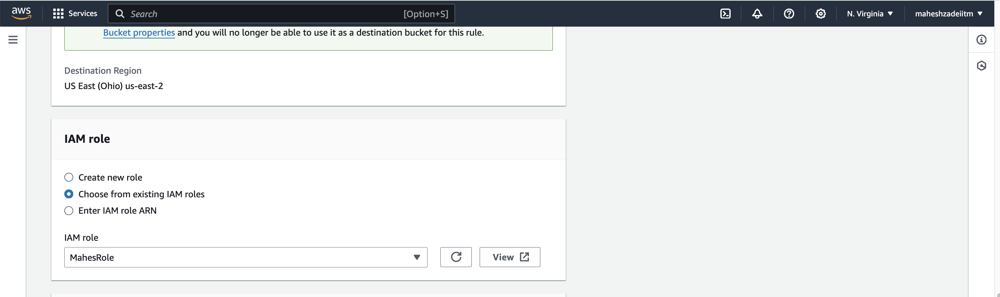 aws
Services
Search
[Option+S]
N. Virginia
maheshzadeiitm
Bucket properties and you will no longer be able to use it as a destination bucket for this rule.
Destination Region
US East (Ohio) us-east-2
IAM role
Create new role
Choose from existing IAM roles
Enter IAM role ARN
IAM role
MahesRole
View